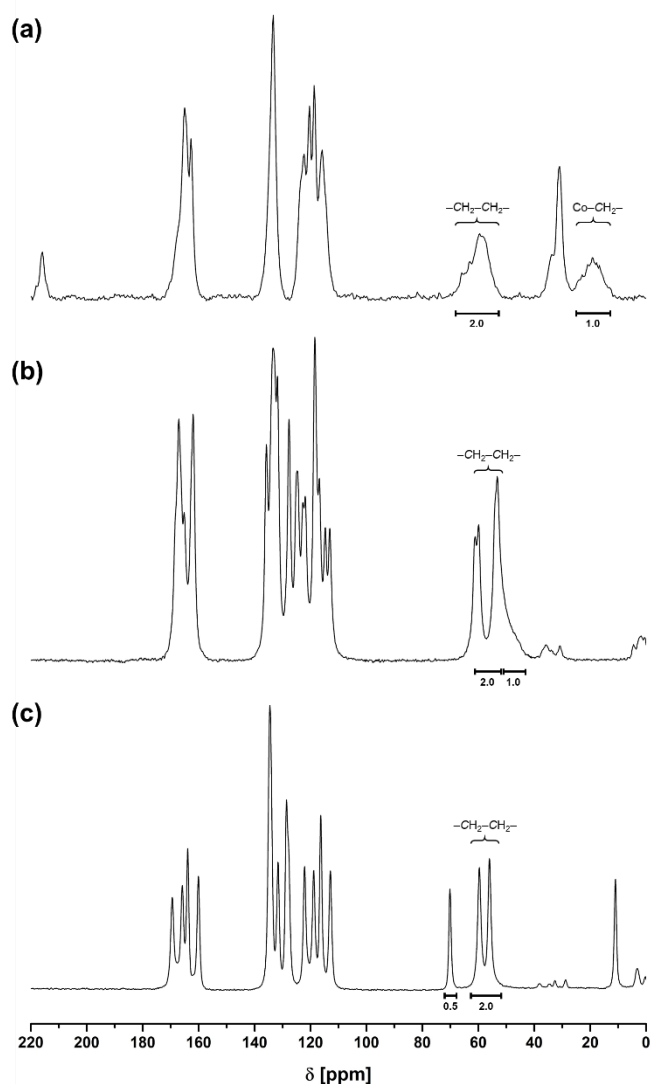 (a)
–CH₂–CH₂–
Co–CH₂–
2.0
1.0
(b)
–CH₂–CH₂–
2.0
1.0
(c)
–CH₂–CH₂–
0.5
2.0
220 200 180 160 140 120 100 80 60 40 20 0
δ [ppm]